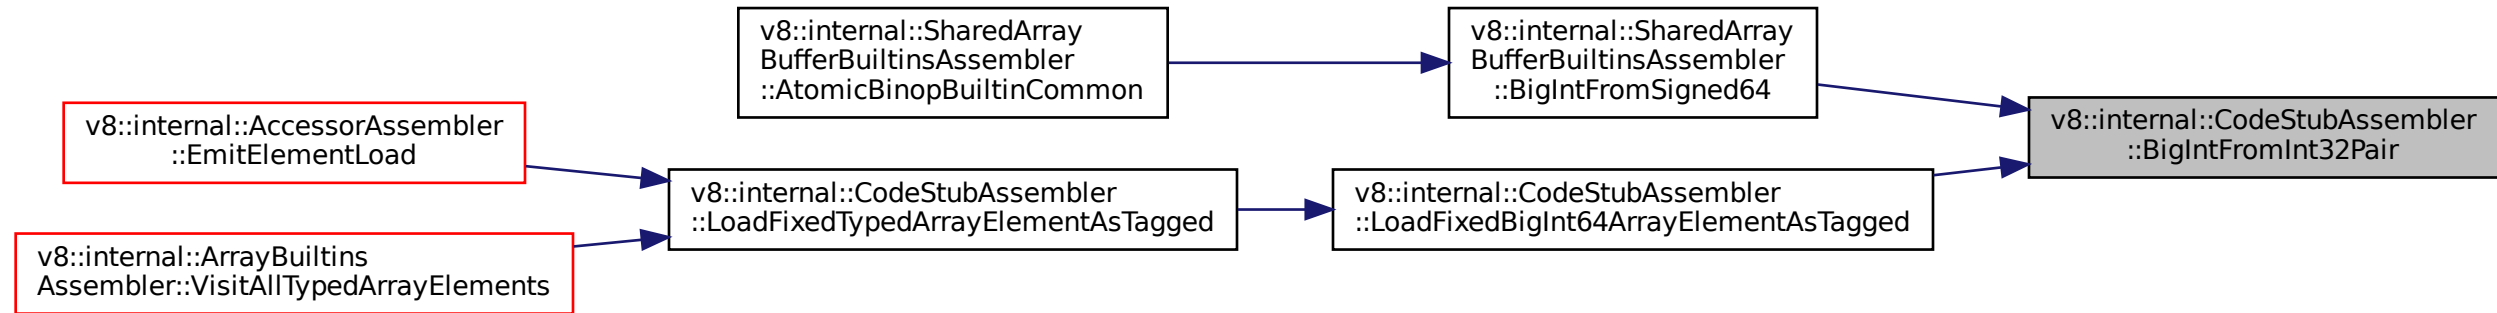 v8::internal::SharedArray
BufferBuiltinsAssembler
::AtomicBinopBuiltinCommon
v8::internal::SharedArray
BufferBuiltinsAssembler
::BigIntFromSigned64
v8::internal::CodeStubAssembler
::BigIntFromInt32Pair
v8::internal::AccessorAssembler
::EmitElementLoad
v8::internal::CodeStubAssembler
::LoadFixedTypedArrayElementAsTagged
v8::internal::CodeStubAssembler
::LoadFixedBigInt64ArrayElementAsTagged
v8::internal::ArrayBuiltins
Assembler::VisitAllTypedArrayElements